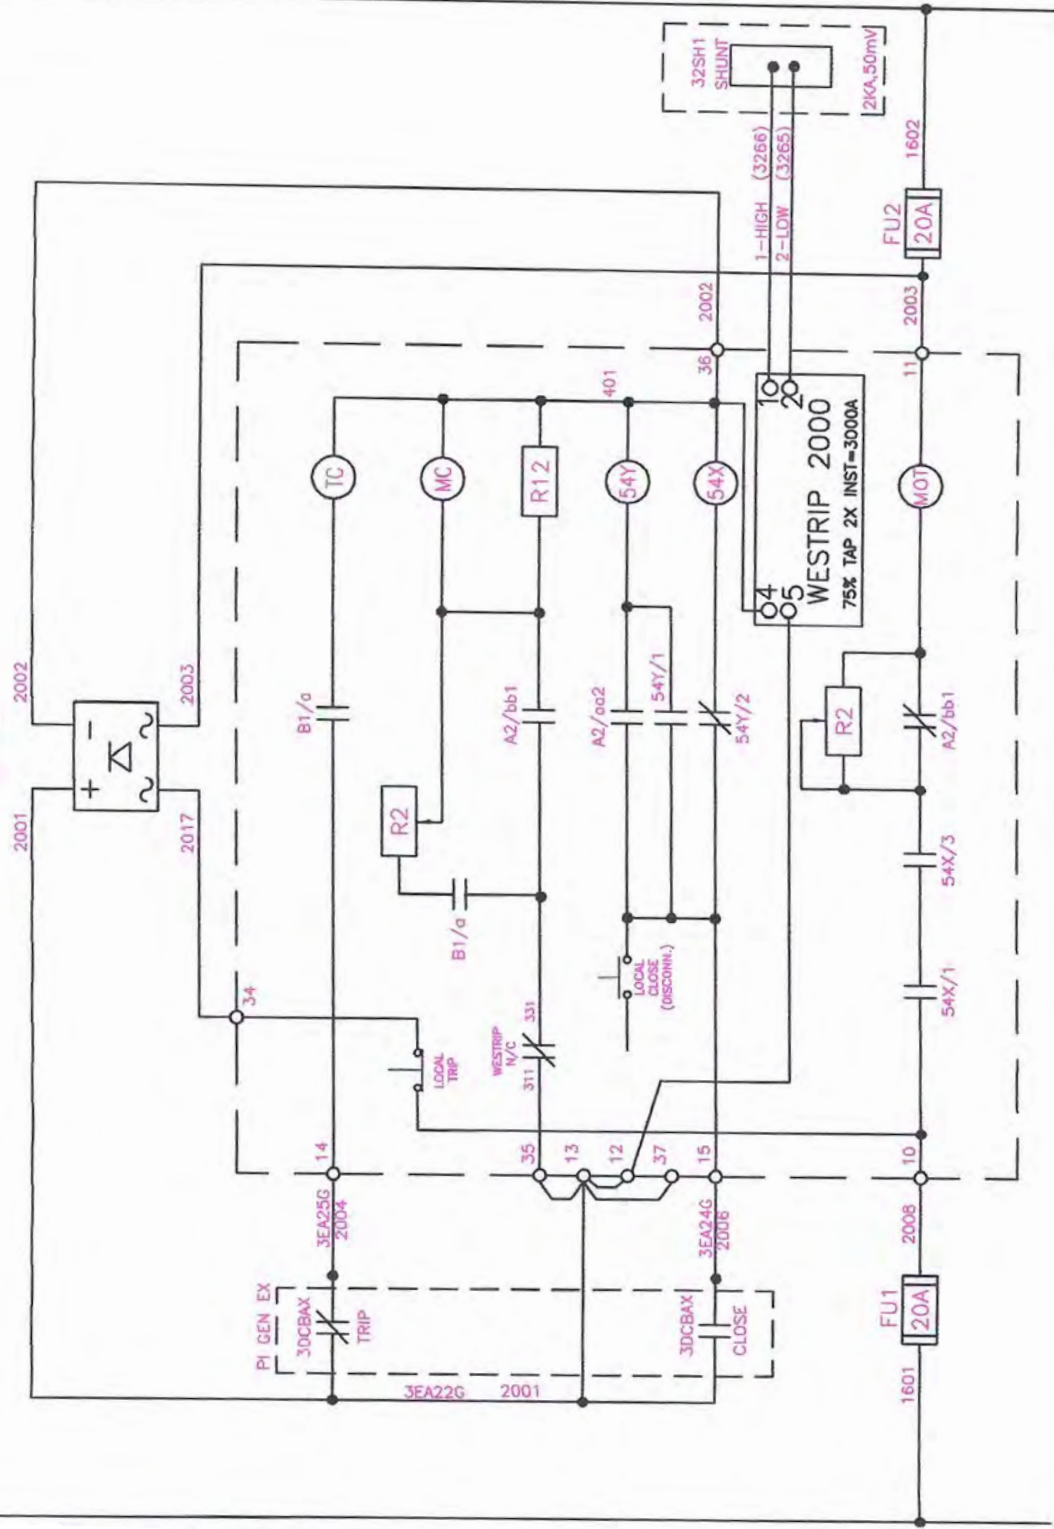 2001
2002
2017
2003
+
-
34
PI GEN EX
3DCBAX
TRIP
3EA25G
2004
14
B1/a
TC
LOCAL
TRIP
B1/a
R2
MC
WESTRIP
N/C
311
331
35
A2/bb1
R12
13
12
37
15
3EA22G
2001
3DCBAX
CLOSE
3EA24G
2006
LOCAL
CLOSE
(DISCONN.)
A2/aa2
54Y
401
54Y/1
54Y/2
54X
36
2002
32SH1
SHUNT
2KA,50mV
1-HIGH (3266)
2-LOW (3265)
4
5
1
2
WESTRIP 2000
75% TAP 2X INST=3000A
1601
FU1
20A
2008
10
54X/1
54X/3
R2
A2/bb1
MOT
11
2003
FU2
20A
1602